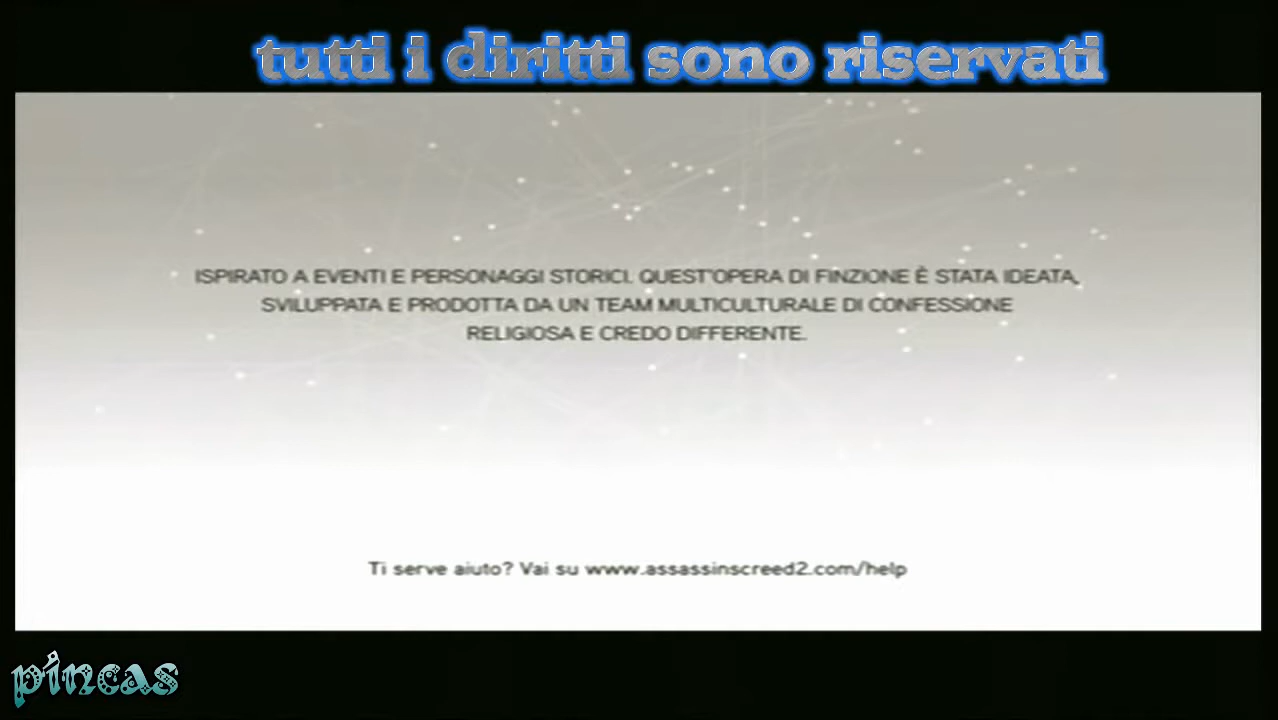 tutti i diritti sono riservati
ISPIRATO A EVENTI E PERSONAGGI STORICI. QUEST'OPERA DI FINZIONE È STATA IDEATA,
SVILUPPATA E PRODOTTA DA UN TEAM MULTICULTURALE DI CONFESSIONE
RELIGIOSA E CREDO DIFFERENTE.
Ti serve aiuto? Vai su www.assassinscreed2.com/help
pincas